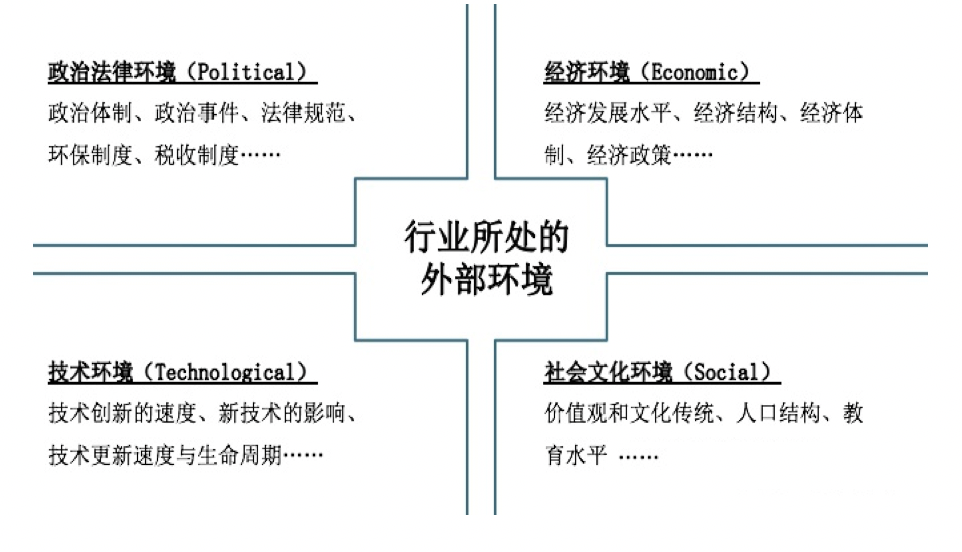 政治法律环境（Political）
政治体制、政治事件、法律规范、
环保制度、税收制度……
经济环境（Economic）
经济发展水平、经济结构、经济体
制、经济政策……
行业所处的
外部环境
技术环境（Technological）
技术创新的速度、新技术的影响、
技术更新速度与生命周期……
社会文化环境（Social）
价值观和文化传统、人口结构、教
育水平 ……